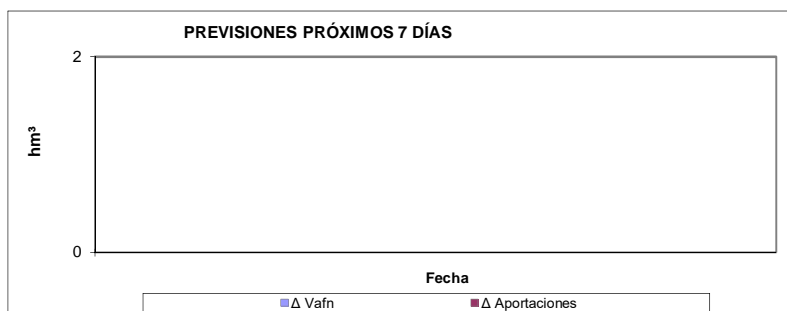 PREVISIONES PRÓXIMOS 7 DÍAS
2
hm³
0
Fecha
Δ Vafn
Δ Aportaciones